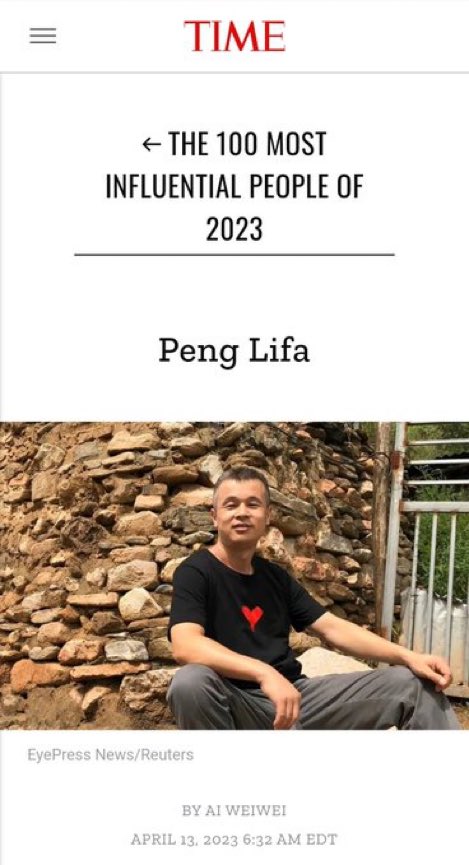 TIME
← THE 100 MOST
INFLUENTIAL PEOPLE OF
2023
Peng Lifa
EyePress News/Reuters
BY AI WEIWEI
APRIL 13, 2023 6:32 AM EDT